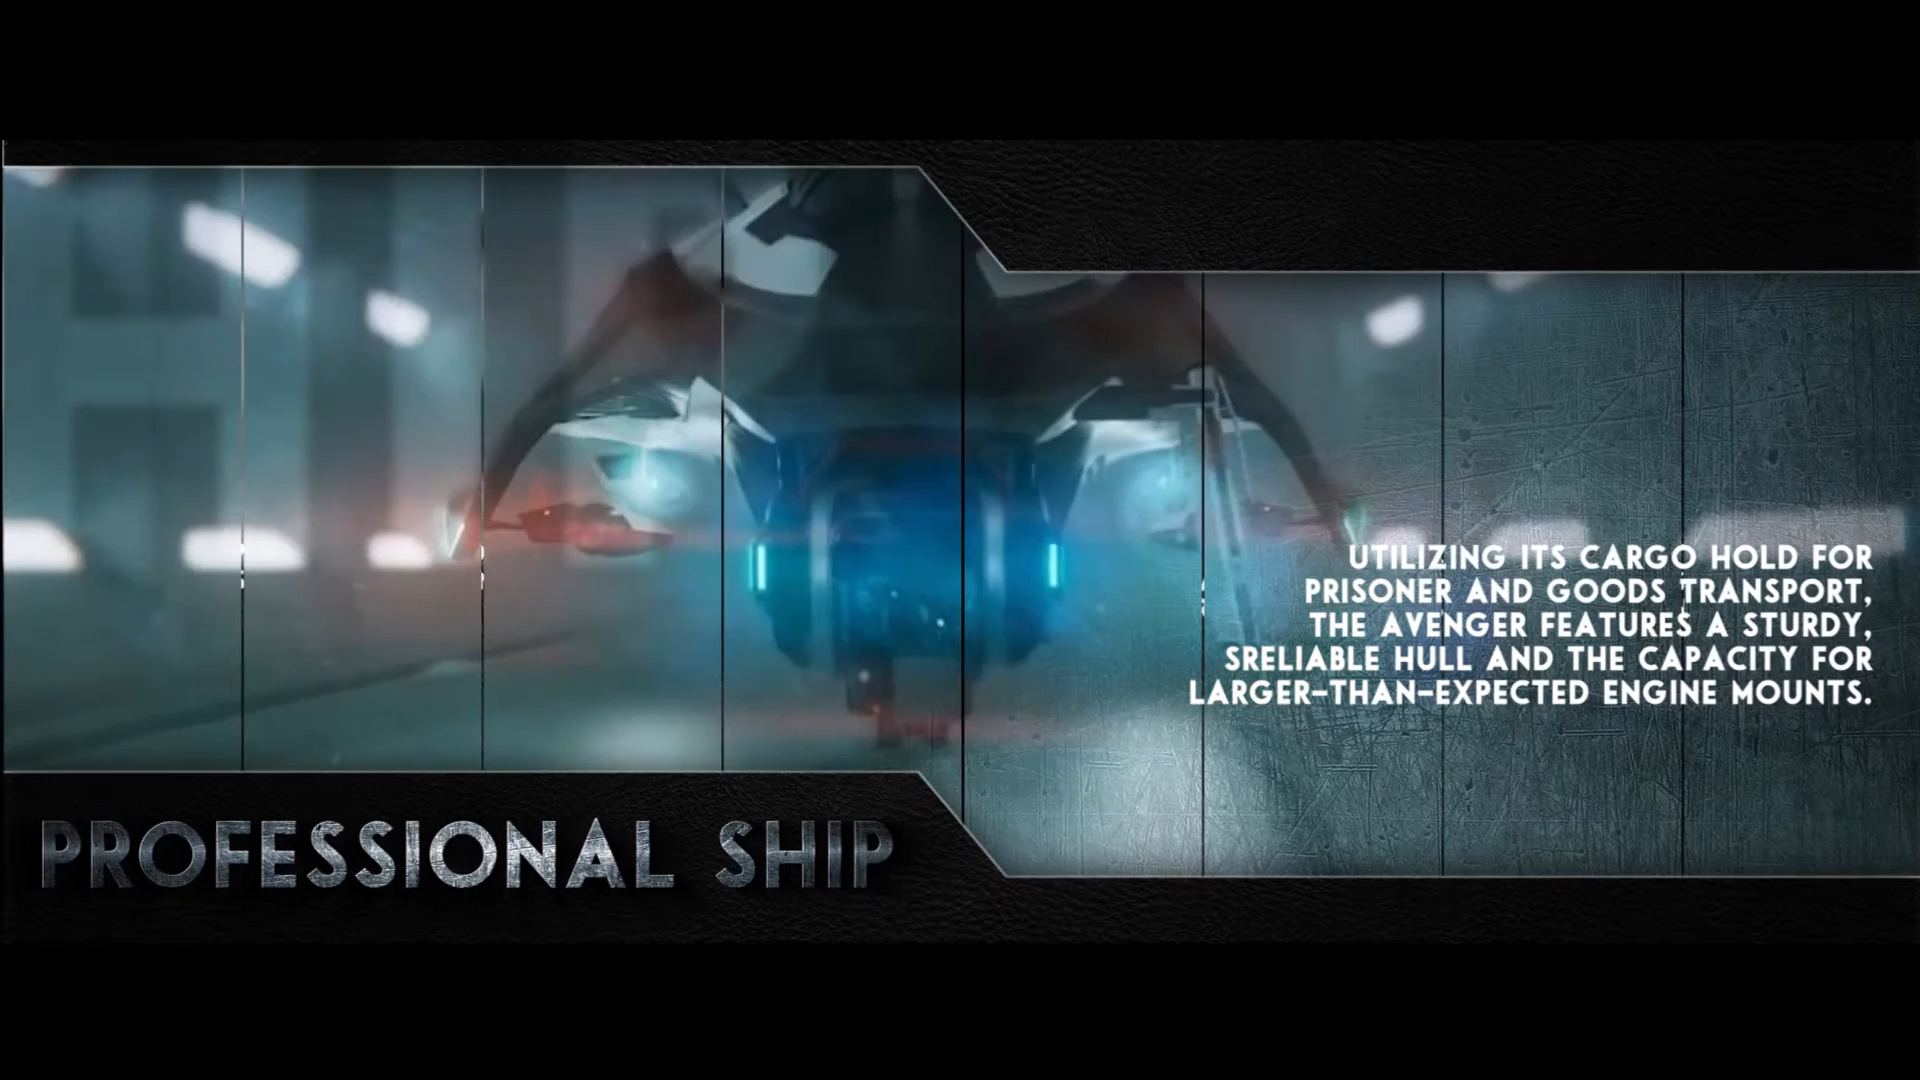 UTILIZING ITS CARGO HOLD FOR
PRISONER AND GOODS TRANSPORT,
THE AVENGER FEATURES A STURDY,
SRELIABLE HULL AND THE CAPACITY FOR
LARGER-THAN-EXPECTED ENGINE MOUNTS.
PROFESSIONAL SHIP